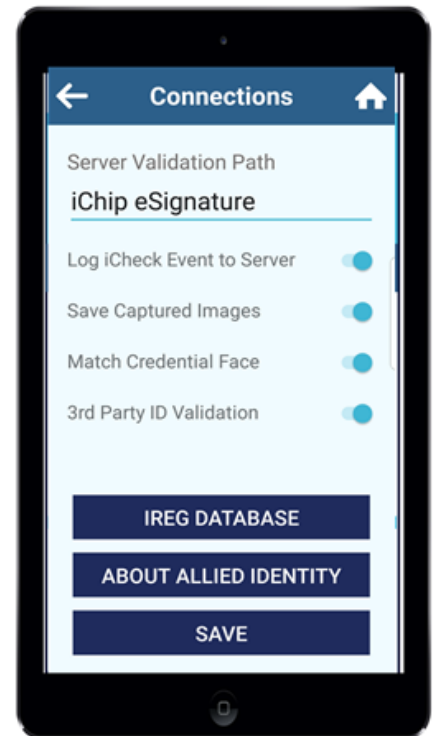 Connections
Server Validation Path
iChip eSignature
Log iCheck Event to Server
Save Captured Images
Match Credential Face
3rd Party ID Validation
IREG DATABASE
ABOUT ALLIED IDENTITY
SAVE